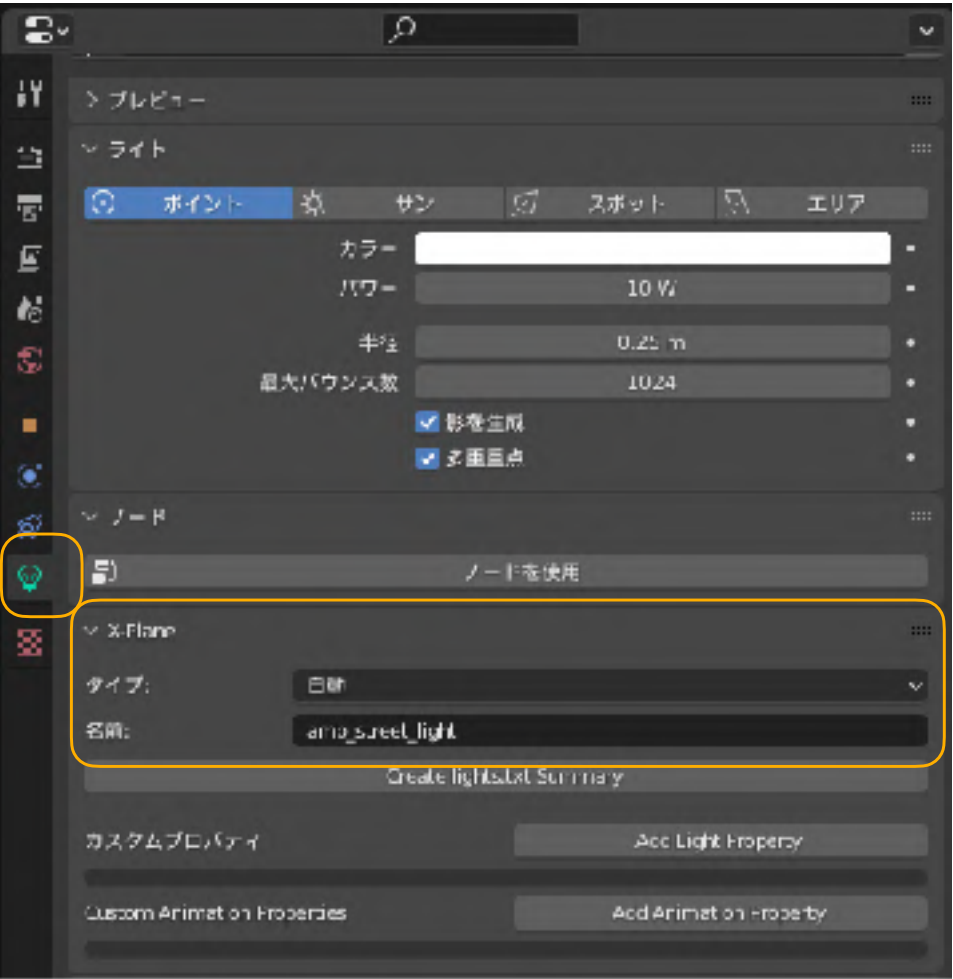 プレビュー
ライト
ポイント サン スポット エリア
カラー
パワー 10 W
半径 0.25 m
最大バウンス数 1024
影を生成
多重重点
ノード
ノードを使用
X-Plane
タイプ: 自動
名前: amb_street_light
Create lights.txt Summary
カスタムプロパティ Add Light Property
Custom Animation Properties Add Animation Property